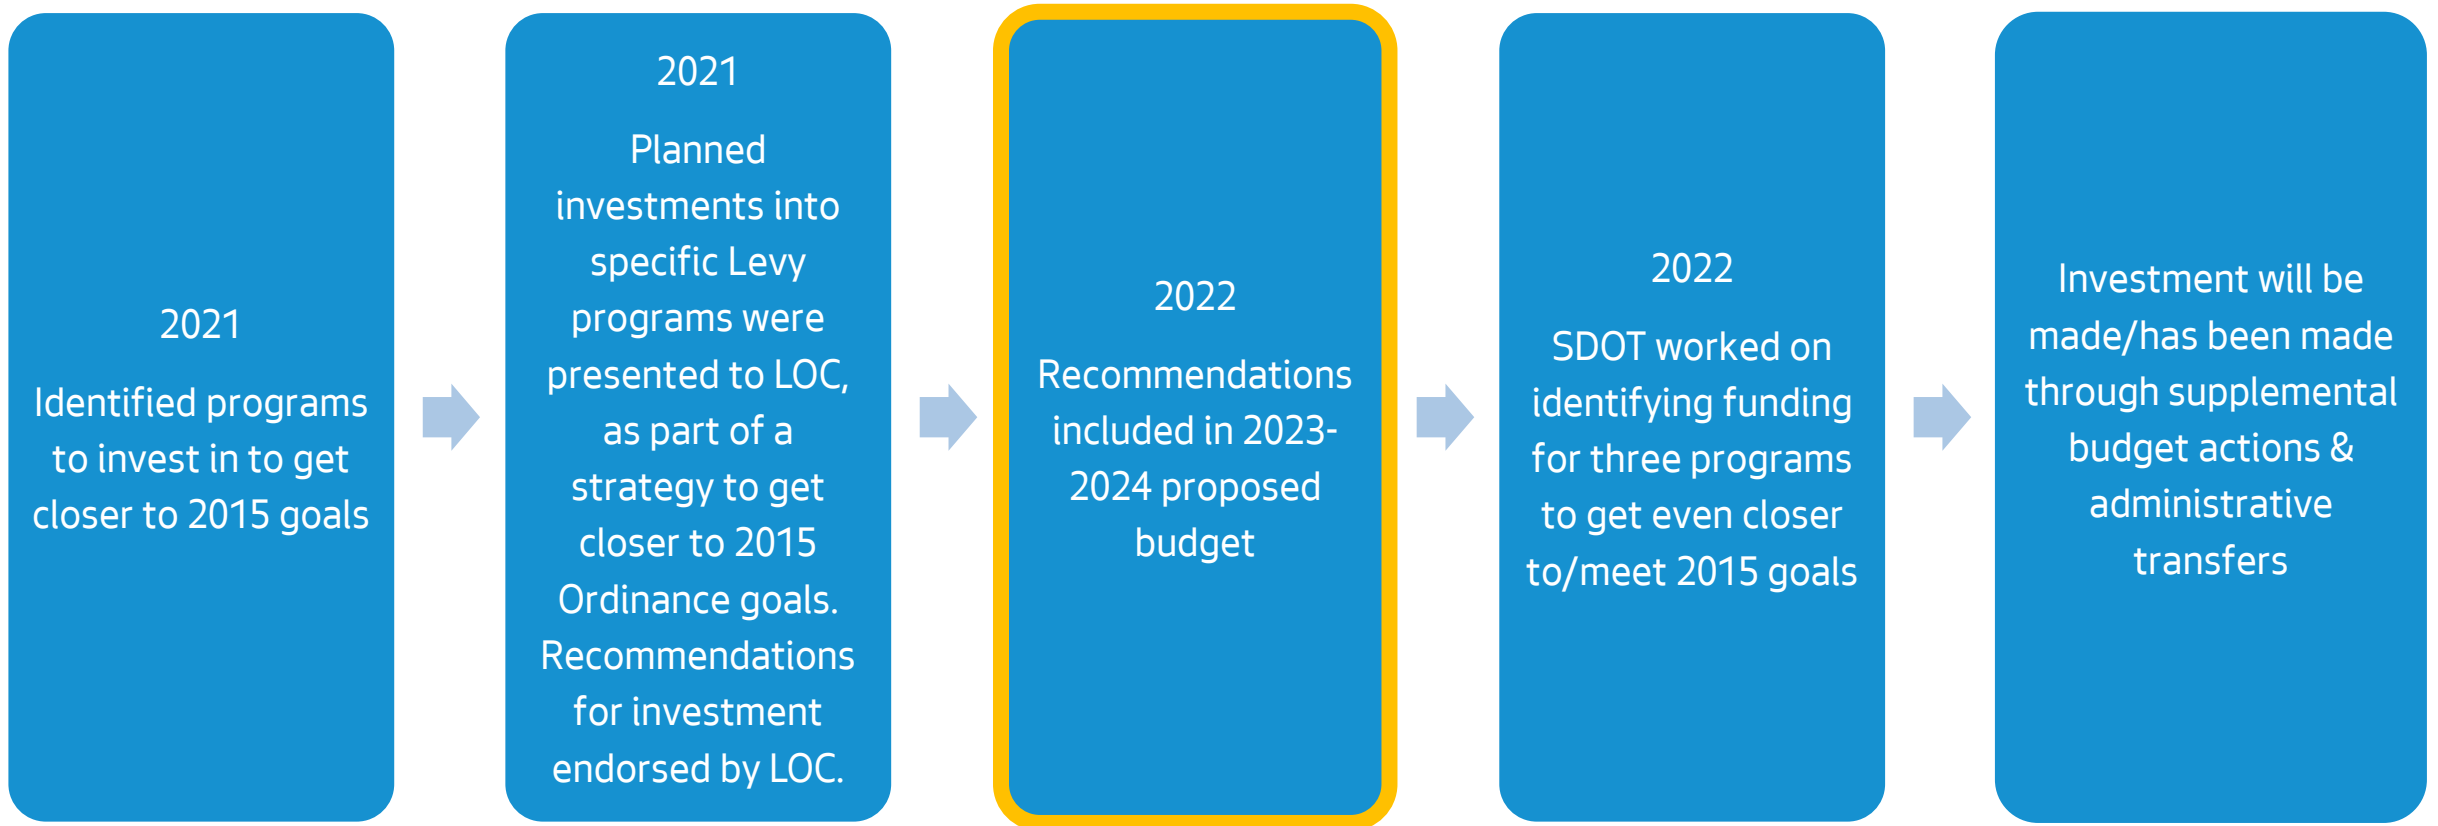 2021
Identified programs
to invest in to get
closer to 2015 goals
2021
Planned
investments into
specific Levy
programs were
presented to LOC,
as part of a
strategy to get
closer to 2015
Ordinance goals.
Recommendations
for investment
endorsed by LOC.
2022
Recommendations
included in 2023-
2024 proposed
budget
2022
SDOT worked on
identifying funding
for three programs
to get even closer
to/meet 2015 goals
Investment will be
made/has been made
through supplemental
budget actions &
administrative
transfers